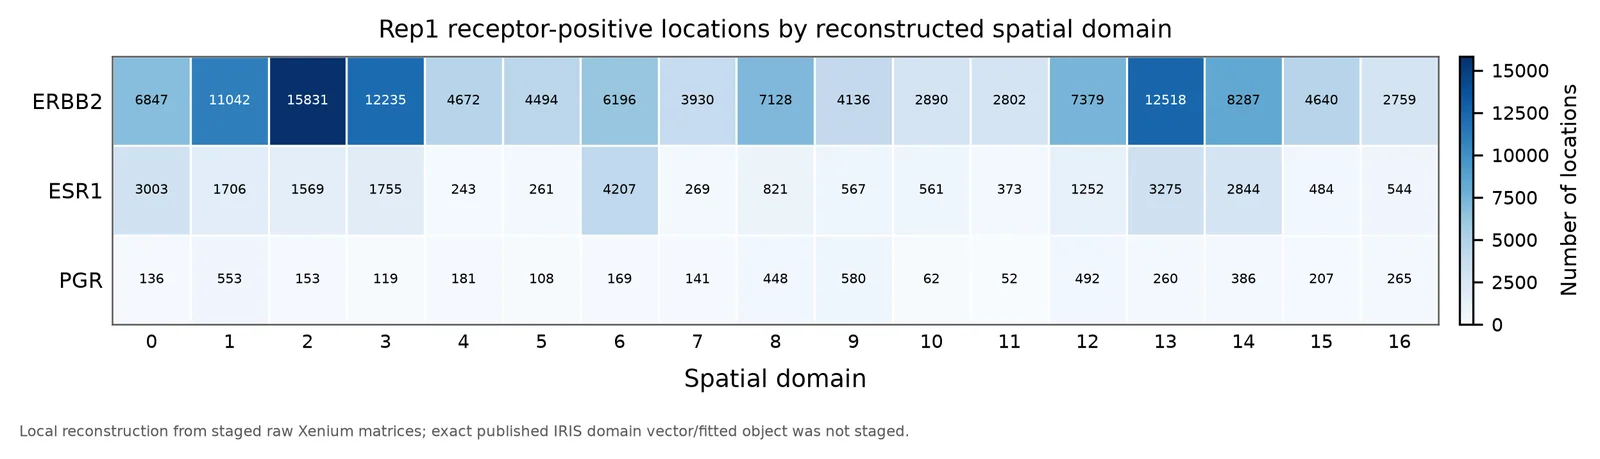 Rep1 receptor-positive locations by reconstructed spatial domain
ERBB2 6847 11042 15831 12235 4672 4494 6196 3930 7128 4136 2890 2802 7379 12518 8287 4640 2759
ESR1 3003 1706 1569 1755 243 261 4207 269 821 567 561 373 1252 3275 2844 484 544
PGR 136 553 153 119 181 108 169 141 448 580 62 52 492 260 386 207 265
0 1 2 3 4 5 6 7 8 9 10 11 12 13 14 15 16
Spatial domain
15000
12500
10000
7500
5000
2500
0
Number of locations
Local reconstruction from staged raw Xenium matrices; exact published IRIS domain vector/fitted object was not staged.